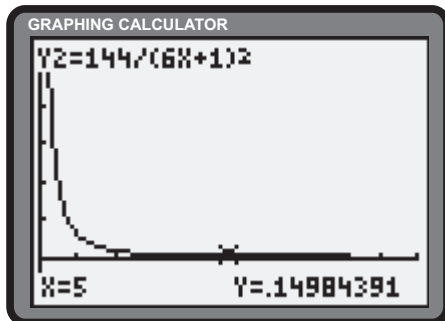 GRAPHING CALCULATOR
Y2=144/(6X+1)²
X=5 Y=.14984391